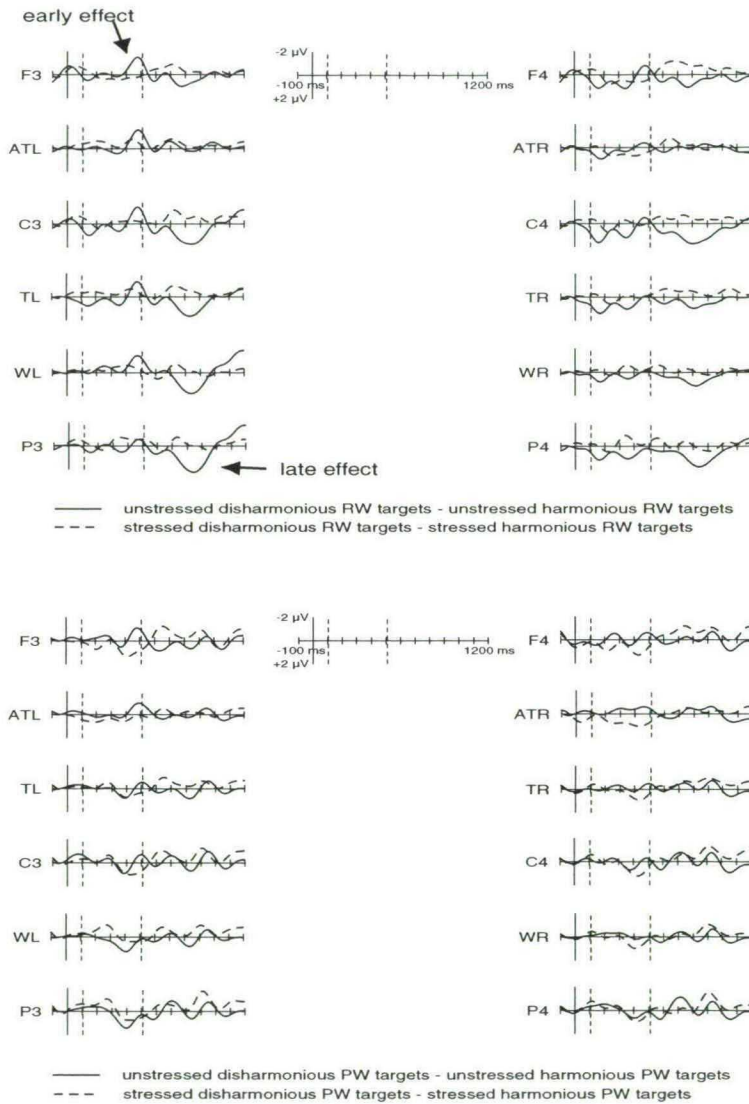 early effect
F3
-2 µV
-100 ms
1200 ms
+2 µV
F4
ATL
ATR
C3
C4
TL
TR
WL
WR
P3
P4
late effect
unstressed disharmonious RW targets - unstressed harmonious RW targets
stressed disharmonious RW targets - stressed harmonious RW targets
F3
-2 µV
-100 ms
1200 ms
+2 µV
F4
ATL
ATR
TL
TR
C3
C4
WL
WR
P3
P4
unstressed disharmonious PW targets - unstressed harmonious PW targets
stressed disharmonious PW targets - stressed harmonious PW targets